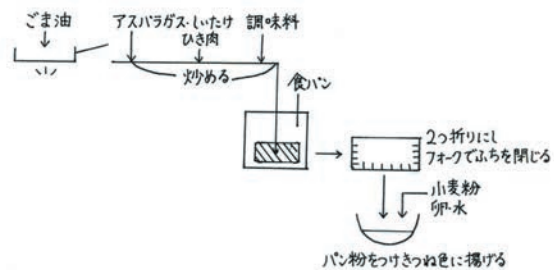 ごま油
アスパラガス・しいたけ
ひき肉
調味料
炒める
食パン
2つ折りにし
フォークでふちを閉じる
小麦粉
卵・水
パン粉をつけきつね色に揚げる